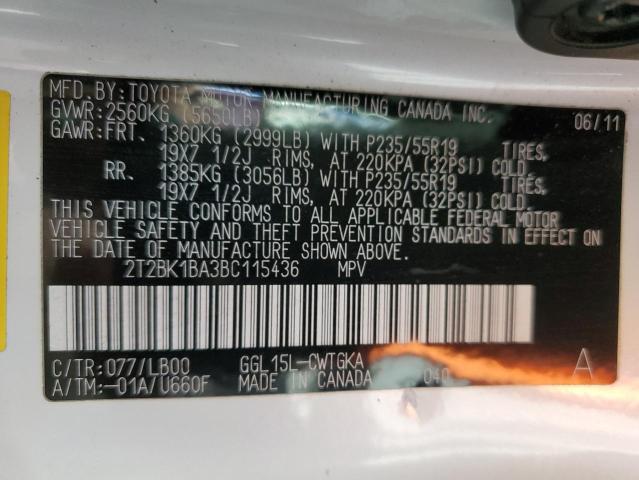 MFD. BY: TOYOTA MOTOR MANUFACTURING CANADA INC.
GVWR: 2560KG (5650LB) 06/11
GAWR: FRT. 1360KG (2999LB) WITH P235/55R19 TIRES,
19X7 1/2J RIMS, AT 220KPA (32PSI) COLD.
RR. 1385KG (3056LB) WITH P235/55R19 TIRES,
19X7 1/2J RIMS, AT 220KPA (32PSI) COLD.
THIS VEHICLE CONFORMS TO ALL APPLICABLE FEDERAL MOTOR
VEHICLE SAFETY AND THEFT PREVENTION STANDARDS IN EFFECT ON
THE DATE OF MANUFACTURE SHOWN ABOVE.
2T2BK1BA3BC115436 MPV
C/TR: 077/LB00 GGL15L-CWTGKA A
A/TM: -01A/U660F MADE IN CANADA 040